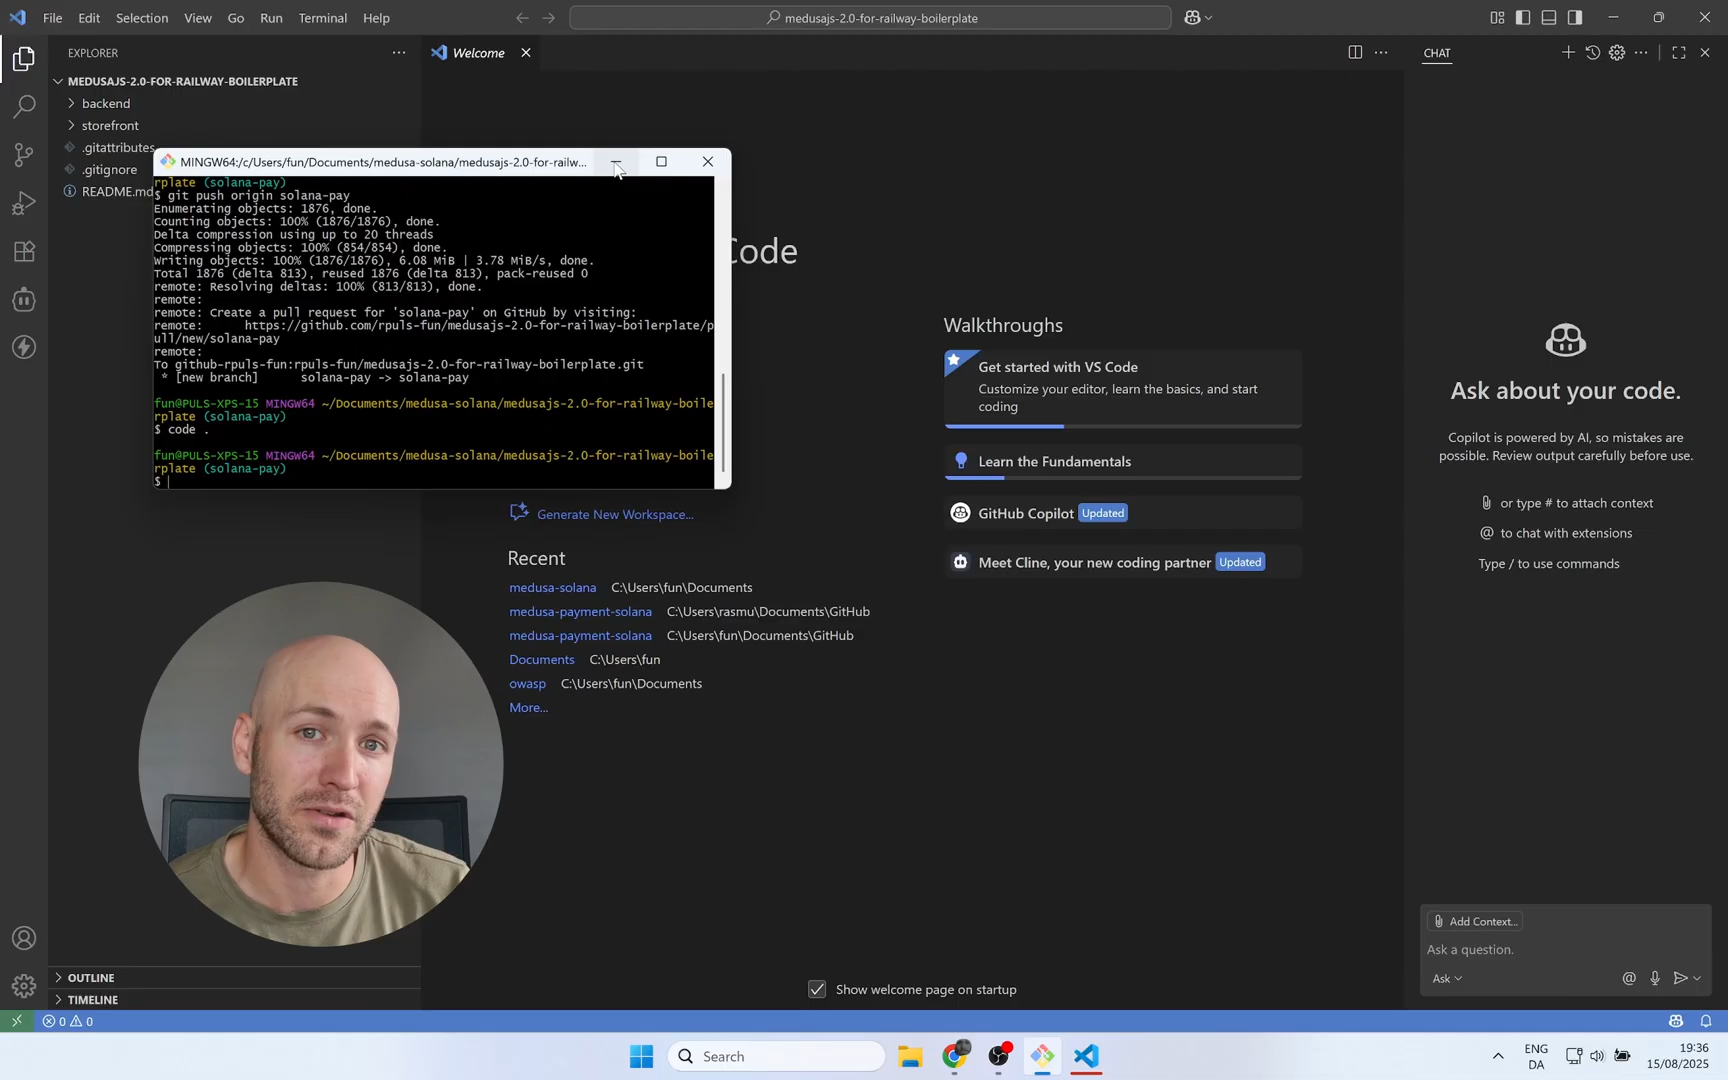 File Edit Selection View Go Run Terminal Help
medusajs-2.0-for-railway-boilerplate
EXPLORER
MEDUSAJS-2.0-FOR-RAILWAY-BOILERPLATE
backend
storefront
.gitattributes
.gitignore
README.md
Welcome
MINGW64:/c/Users/fun/Documents/medusa-solana/medusajs-2.0-for-railw...
rplate (solana-pay)
$ git push origin solana-pay
Enumerating objects: 1876, done.
Counting objects: 100% (1876/1876), done.
Delta compression using up to 20 threads
Compressing objects: 100% (854/854), done.
Writing objects: 100% (1876/1876), 6.08 MiB | 3.78 MiB/s, done.
Total 1876 (delta 813), reused 1876 (delta 813), pack-reused 0
remote: Resolving deltas: 100% (813/813), done.
remote:
remote: Create a pull request for 'solana-pay' on GitHub by visiting:
remote:      https://github.com/rpuls-fun/medusajs-2.0-for-railway-boilerplate/p
ull/new/solana-pay
remote:
To github-rpuls-fun:rpuls-fun/medusajs-2.0-for-railway-boilerplate.git
 * [new branch]      solana-pay -> solana-pay
fun@PULS-XPS-15 MINGW64 ~/Documents/medusa-solana/medusajs-2.0-for-railway-boile
rplate (solana-pay)
$ code .
fun@PULS-XPS-15 MINGW64 ~/Documents/medusa-solana/medusajs-2.0-for-railway-boile
rplate (solana-pay)
$
Code
Generate New Workspace...
Recent
medusa-solana C:\Users\fun\Documents
medusa-payment-solana C:\Users\rasmu\Documents\GitHub
medusa-payment-solana C:\Users\fun\Documents\GitHub
Documents C:\Users\fun
owasp C:\Users\fun\Documents
More...
Walkthroughs
Get started with VS Code
Customize your editor, learn the basics, and start
coding
Learn the Fundamentals
GitHub Copilot Updated
Meet Cline, your new coding partner Updated
Show welcome page on startup
CHAT
Ask about your code.
Copilot is powered by AI, so mistakes are
possible. Review output carefully before use.
or type # to attach context
@ to chat with extensions
Type / to use commands
Add Context...
Ask a question.
Ask
OUTLINE
TIMELINE
0 0
Search
ENG
DA
19:36
15/08/2025